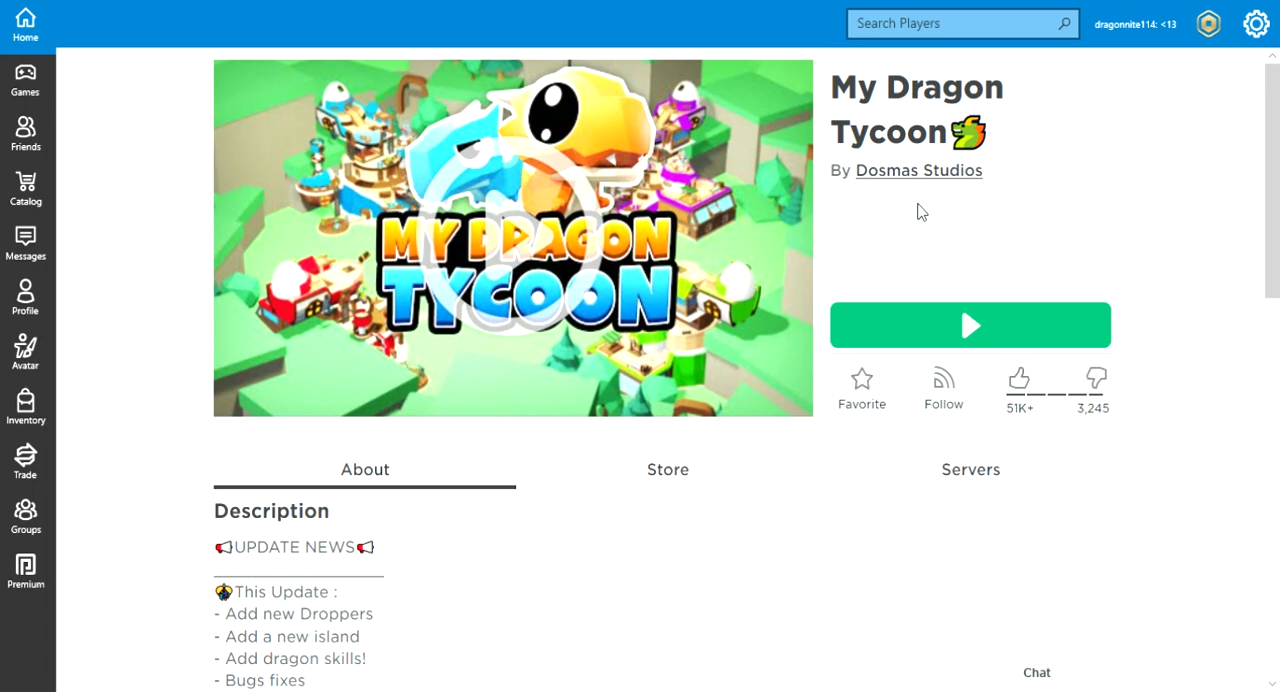 Home
Search Players
dragonnite114: <13
Games
Friends
Catalog
Messages
Profile
Avatar
Inventory
Trade
Groups
Premium
MY DRAGON
TYCOON
My Dragon
Tycoon
By Dosmas Studios
Favorite
Follow
51K+
3,245
About
Store
Servers
Description
📢UPDATE NEWS📢
This Update :
- Add new Droppers
- Add a new island
- Add dragon skills!
- Bugs fixes
Chat